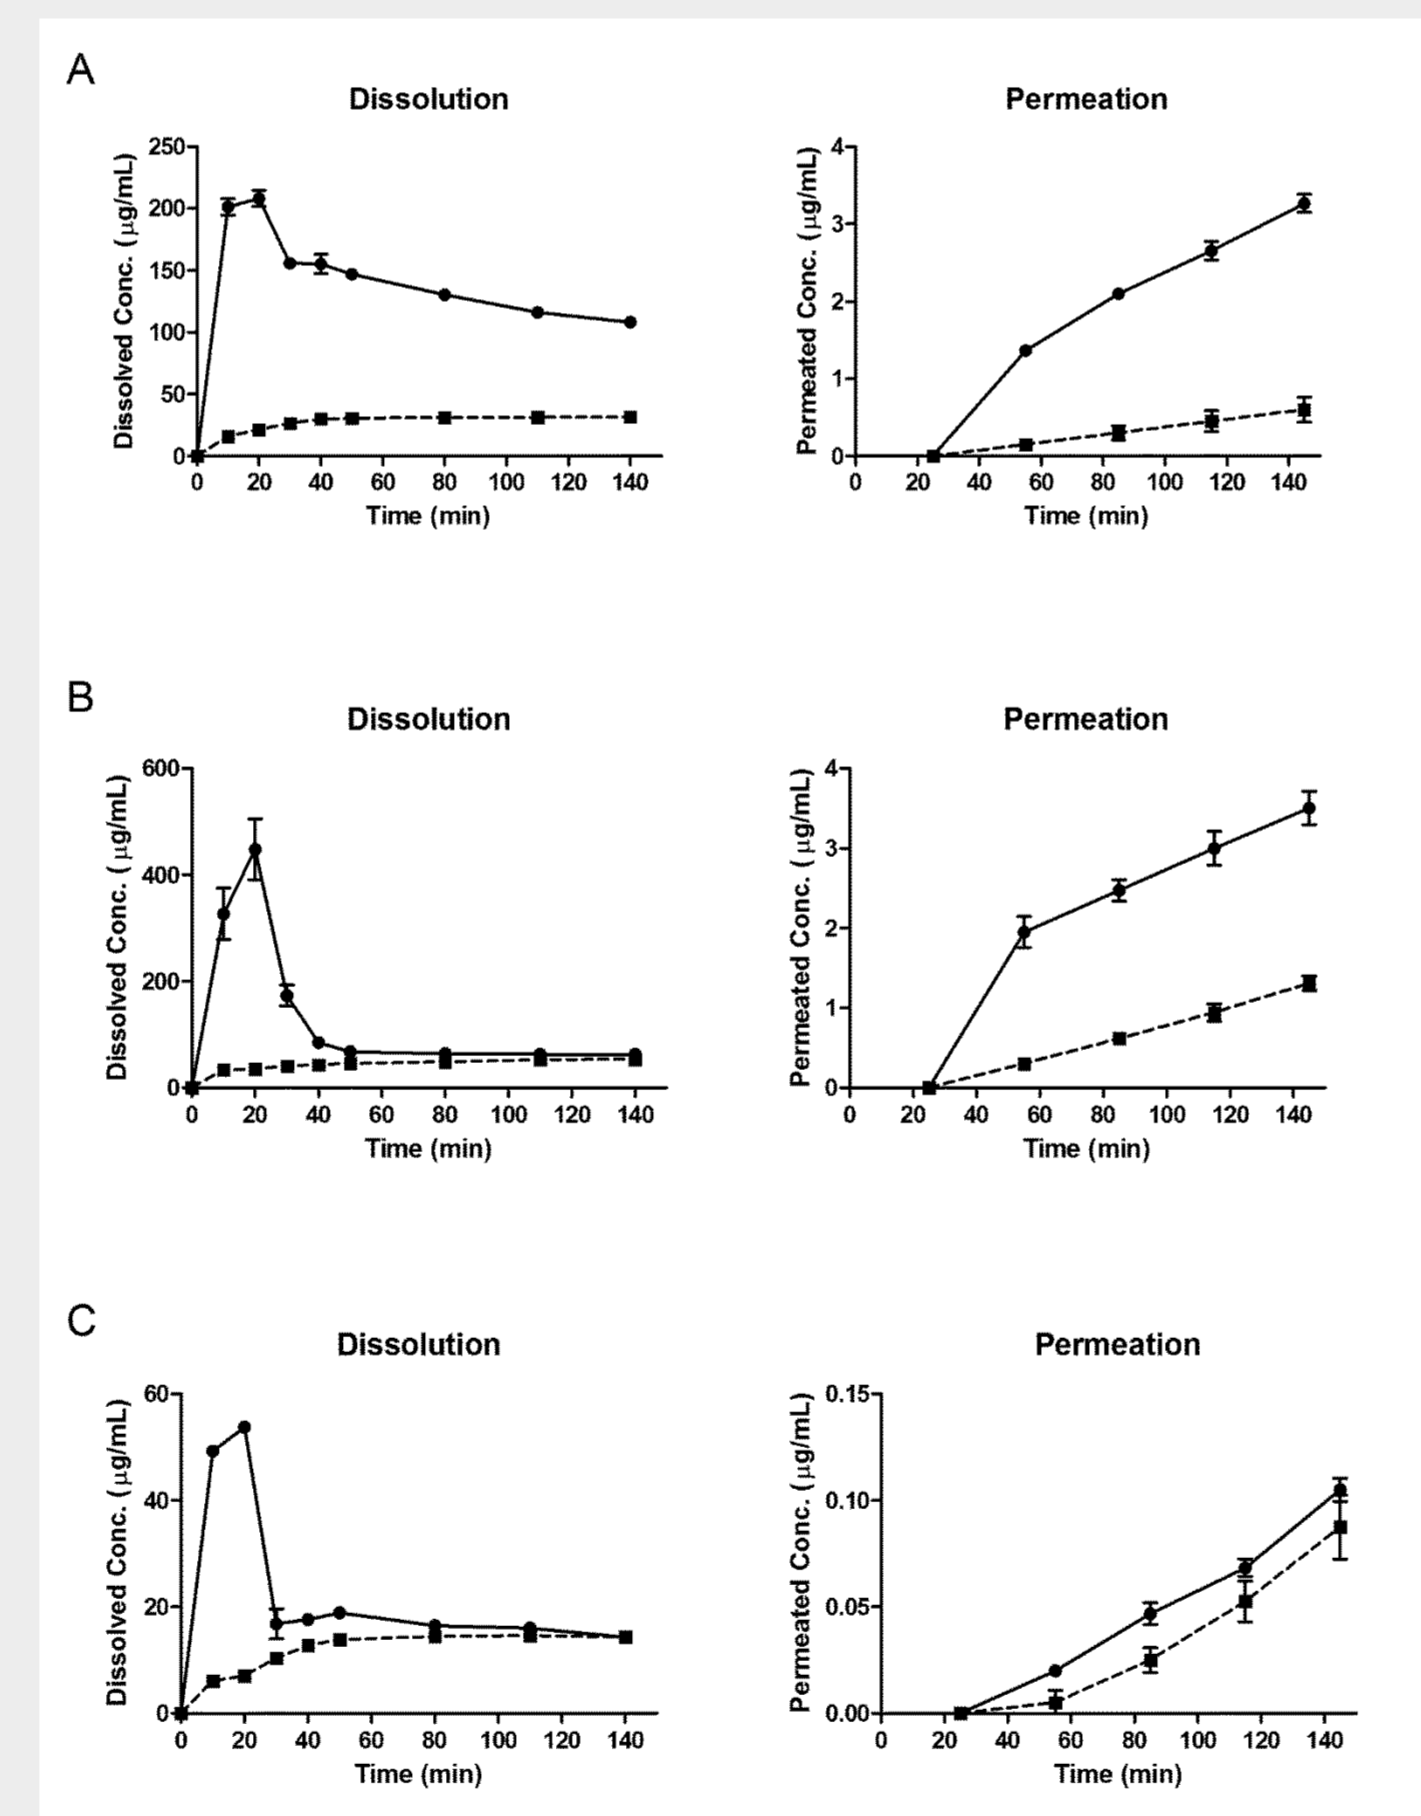 A
Dissolution
Permeation
Dissolved Conc. (μg/mL)
250
200
150
100
50
0
0 20 40 60 80 100 120 140
Time (min)
Permeated Conc. (μg/mL)
4
3
2
1
0
0 20 40 60 80 100 120 140
Time (min)
B
Dissolution
Permeation
Dissolved Conc. (μg/mL)
600
400
200
0
0 20 40 60 80 100 120 140
Time (min)
Permeated Conc. (μg/mL)
4
3
2
1
0
0 20 40 60 80 100 120 140
Time (min)
C
Dissolution
Permeation
Dissolved Conc. (μg/mL)
60
40
20
0
0 20 40 60 80 100 120 140
Time (min)
Permeated Conc. (μg/mL)
0.15
0.10
0.05
0.00
0 20 40 60 80 100 120 140
Time (min)